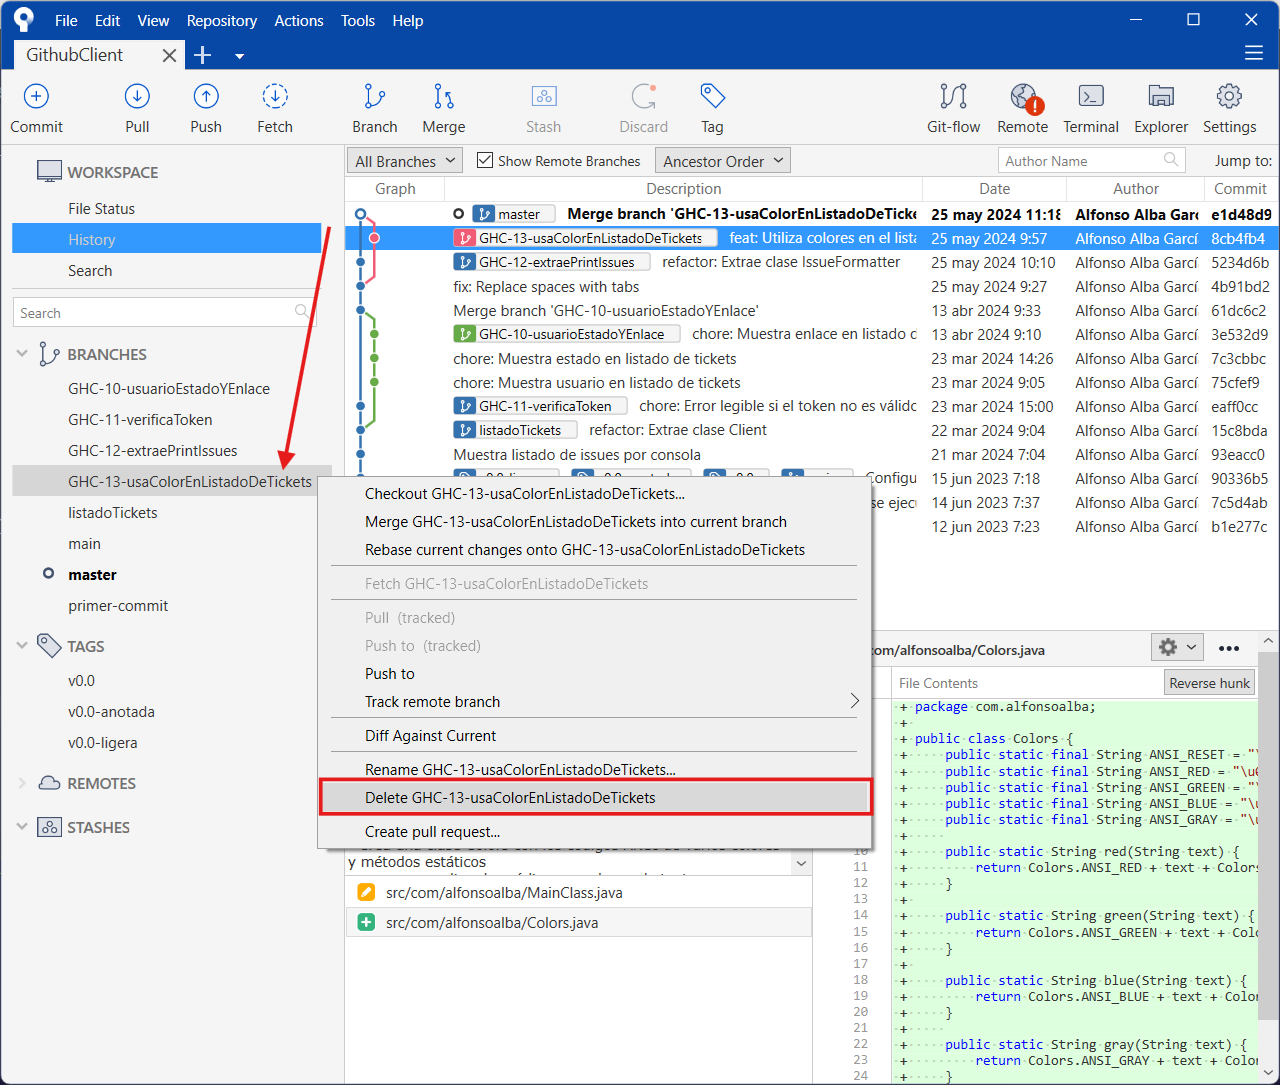 File Edit View Repository Actions Tools Help
GithubClient
Commit Pull Push Fetch Branch Merge Stash Discard Tag Git-flow Remote Terminal Explorer Settings
WORKSPACE
File Status
History
Search
Search
BRANCHES
GHC-10-usuarioEstadoYEnlace
GHC-11-verificaToken
GHC-12-extraePrintIssues
GHC-13-usaColorEnListadoDeTickets
listadoTickets
main
master
primer-commit
TAGS
v0.0
v0.0-anotada
v0.0-ligera
REMOTES
STASHES
All Branches Show Remote Branches Ancestor Order Author Name Jump to:
Graph Description Date Author Commit
master Merge branch 'GHC-13-usaColorEnListadoDeTicke 25 may 2024 11:18 Alfonso Alba Garc e1d48d9
GHC-13-usaColorEnListadoDeTickets feat: Utiliza colores en el lista 25 may 2024 9:57 Alfonso Alba Garcí 8cb4fb4
GHC-12-extraePrintIssues refactor: Extrae clase IssueFormatter 25 may 2024 10:10 Alfonso Alba Garcí 5234d6b
fix: Replace spaces with tabs 25 may 2024 9:27 Alfonso Alba Garcí 4b91bd2
Merge branch 'GHC-10-usuarioEstadoYEnlace' 13 abr 2024 9:33 Alfonso Alba Garcí 61dc6c2
GHC-10-usuarioEstadoYEnlace chore: Muestra enlace en listado d 13 abr 2024 9:10 Alfonso Alba Garcí 3e532d9
chore: Muestra estado en listado de tickets 23 mar 2024 14:26 Alfonso Alba Garcí 7c3cbbc
chore: Muestra usuario en listado de tickets 23 mar 2024 9:05 Alfonso Alba Garcí 75cfef9
GHC-11-verificaToken chore: Error legible si el token no es válido 23 mar 2024 15:00 Alfonso Alba Garcí eaff0cc
listadoTickets refactor: Extrae clase Client 22 mar 2024 9:04 Alfonso Alba Garcí 15c8bda
Muestra listado de issues por consola 21 mar 2024 7:04 Alfonso Alba Garcí 93eacc0
Configu 15 jun 2023 7:18 Alfonso Alba Garcí 90336b5
se ejec 14 jun 2023 7:37 Alfonso Alba Garcí 7c5d4ab
12 jun 2023 7:23 Alfonso Alba Garcí b1e277c
Checkout GHC-13-usaColorEnListadoDeTickets...
Merge GHC-13-usaColorEnListadoDeTickets into current branch
Rebase current changes onto GHC-13-usaColorEnListadoDeTickets
Fetch GHC-13-usaColorEnListadoDeTickets
Pull (tracked)
Push to (tracked)
Push to
Track remote branch
Diff Against Current
Rename GHC-13-usaColorEnListadoDeTickets...
Delete GHC-13-usaColorEnListadoDeTickets
Create pull request...
y métodos estáticos
src/com/alfonsoalba/MainClass.java
src/com/alfonsoalba/Colors.java
com/alfonsoalba/Colors.java
File Contents Reverse hunk
+ package com.alfonsoalba;
+
+ public class Colors {
+ public static final String ANSI_RESET = "\
+ public static final String ANSI_RED = "\u
+ public static final String ANSI_GREEN = "\
+ public static final String ANSI_BLUE = "\u
+ public static final String ANSI_GRAY = "\u
10 +
+ public static String red(String text) {
11 + return Colors.ANSI_RED + text + Colors
12 + }
13 +
14 + public static String green(String text) {
15 + return Colors.ANSI_GREEN + text + Colo
16 + }
17 +
18 + public static String blue(String text) {
19 + return Colors.ANSI_BLUE + text + Color
20 + }
21 +
22 + public static String gray(String text) {
23 + return Colors.ANSI_GRAY + text + Color
24 + }